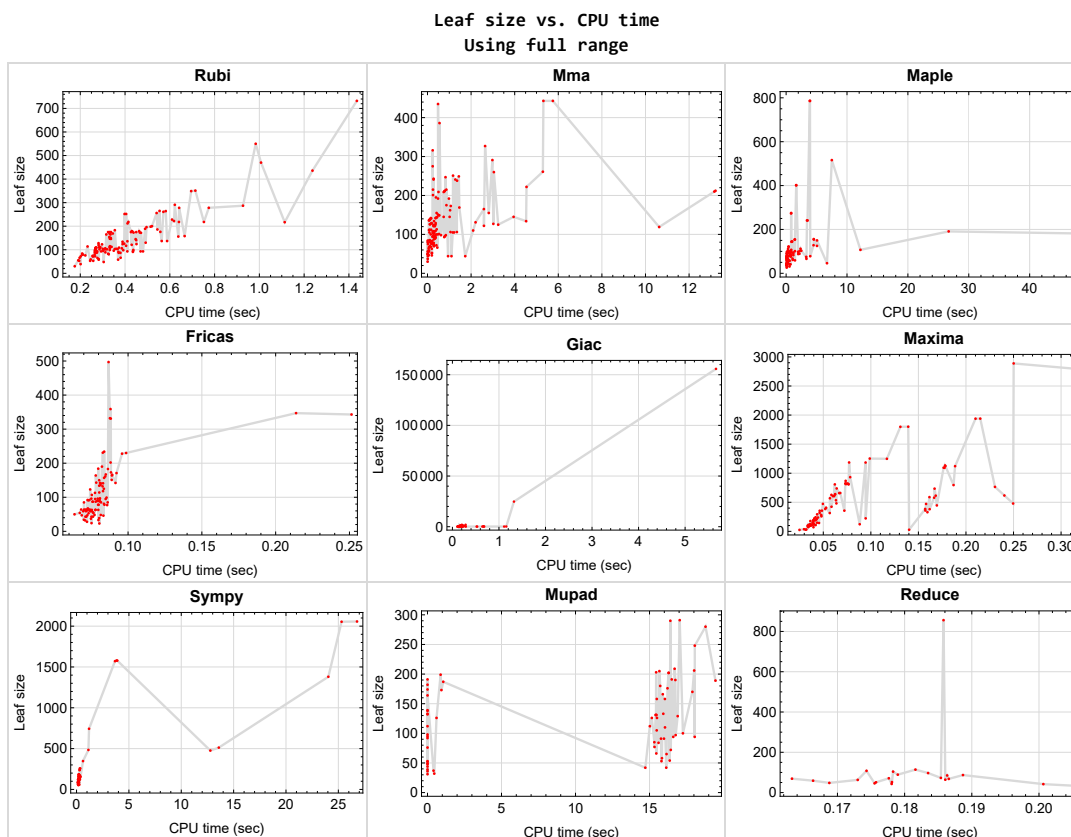 Leaf size vs. CPU time
Using full range
Rubi
Mma
Maple
Leaf size
700
600
500
400
300
200
100
0
0.2 0.4 0.6 0.8 1.0 1.2 1.4
CPU time (sec)
Leaf size
400
300
200
100
0
0 2 4 6 8 10 12
CPU time (sec)
Leaf size
800
600
400
200
0
0 10 20 30 40
CPU time (sec)
Fricas
Giac
Maxima
Leaf size
500
400
300
200
100
0
0.10 0.15 0.20 0.25
CPU time (sec)
Leaf size
150000
100000
50000
0
0 1 2 3 4 5
CPU time (sec)
Leaf size
3000
2500
2000
1500
1000
500
0
0.05 0.10 0.15 0.20 0.25 0.30
CPU time (sec)
Sympy
Mupad
Reduce
Leaf size
2000
1500
1000
500
0
0 5 10 15 20 25
CPU time (sec)
Leaf size
300
250
200
150
100
50
0
0 5 10 15
CPU time (sec)
Leaf size
800
600
400
200
0
0.17 0.18 0.19 0.20
CPU time (sec)